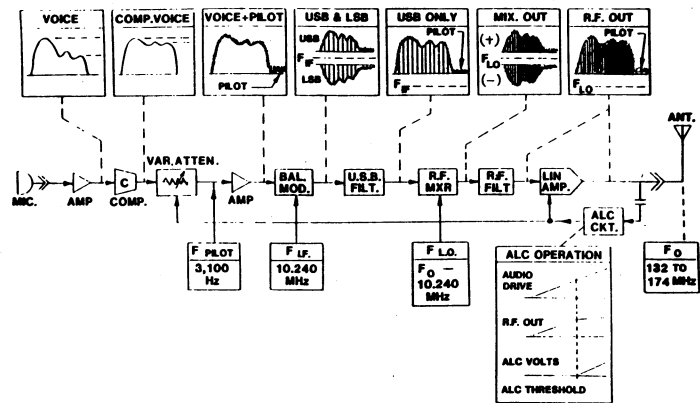 VOICE
COMP.VOICE
VOICE+PILOT
PILOT
USB & LSB
USB
F IF
LSB
USB ONLY
PILOT
F IF
MIX. OUT
(+)
F LO
(-)
R.F. OUT
PILOT
F LO
ANT.
MIC.
AMP
C
COMP.
VAR. ATTEN.
AMP
BAL.
MOD.
U.S.B.
FILT.
R.F.
MXR
R.F.
FILT
LIN
AMP.
ALC
CKT.
F PILOT
3,100
Hz
F I.F.
10.240
MHz
F L.O.
F O —
10.240
MHz
F O
132 TO
174 MHz
ALC OPERATION
AUDIO
DRIVE
R.F. OUT
ALC VOLTS
ALC THRESHOLD